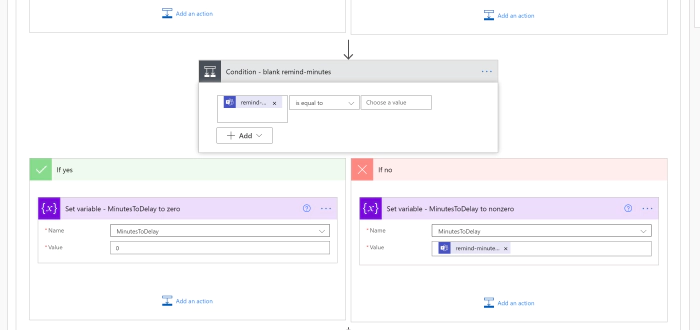 Add an action
Add an action
Condition - blank remind-minutes
remind-... x
is equal to
Choose a value
+ Add
If yes
If no
{x} Set variable - MinutesToDelay to zero
{x} Set variable - MinutesToDelay to nonzero
* Name MinutesToDelay
* Name MinutesToDelay
* Value 0
* Value remind-minute... x
Add an action
Add an action